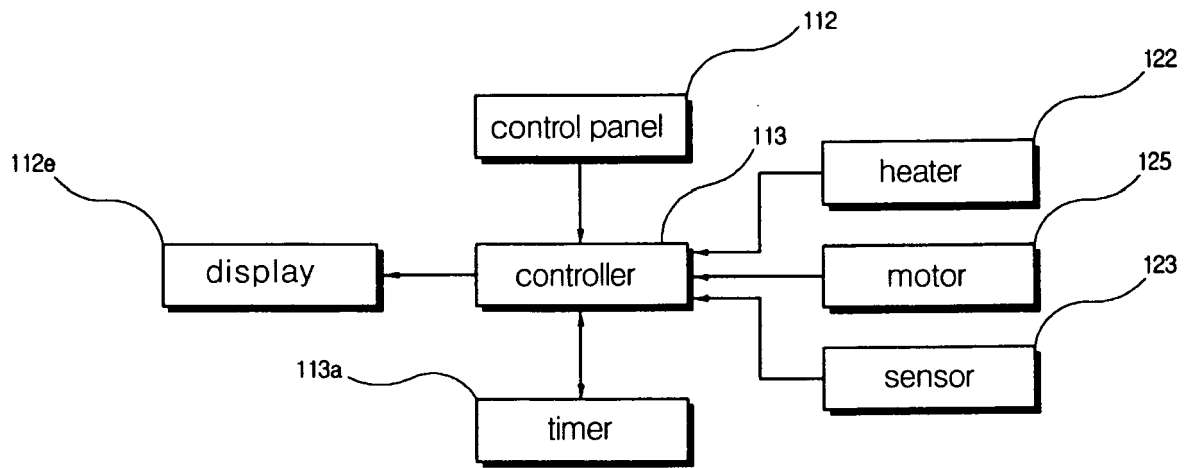 112
control panel
122
heater
113
125
112e
display
controller
motor
123
113a
timer
sensor